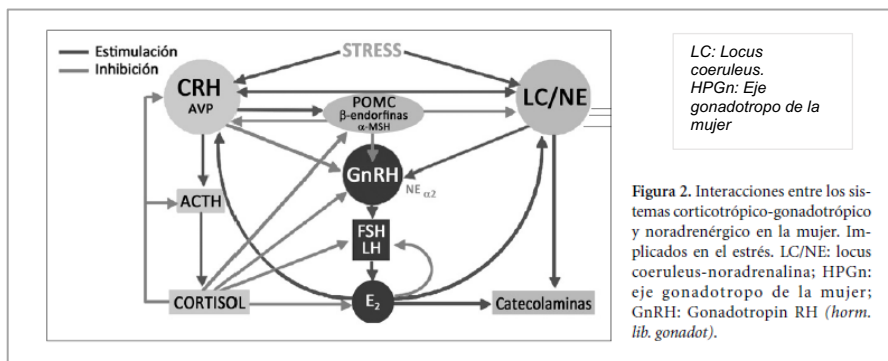 Estimulación
Inhibición
STRESS
CRH
AVP
POMC
β-endorfinas
α-MSH
LC/NE
GnRH
NE α2
ACTH
FSH
LH
CORTISOL
E2
Catecolaminas
LC: Locus
coeruleus.
HPGn: Eje
gonadotropo de la
mujer
Figura 2. Interacciones entre los sis-
temas corticotrópico-gonadotrópico
y noradrenérgico en la mujer. Im-
plicados en el estrés. LC/NE: locus
coeruleus-noradrenalina; HPGn:
eje gonadotropo de la mujer;
GnRH: Gonadotropin RH (horm.
lib. gonadot).